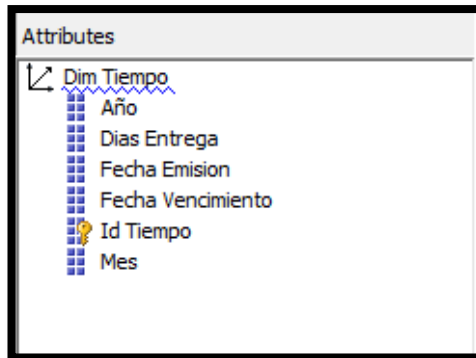 Attributes
Dim Tiempo
Año
Dias Entrega
Fecha Emision
Fecha Vencimiento
Id Tiempo
Mes